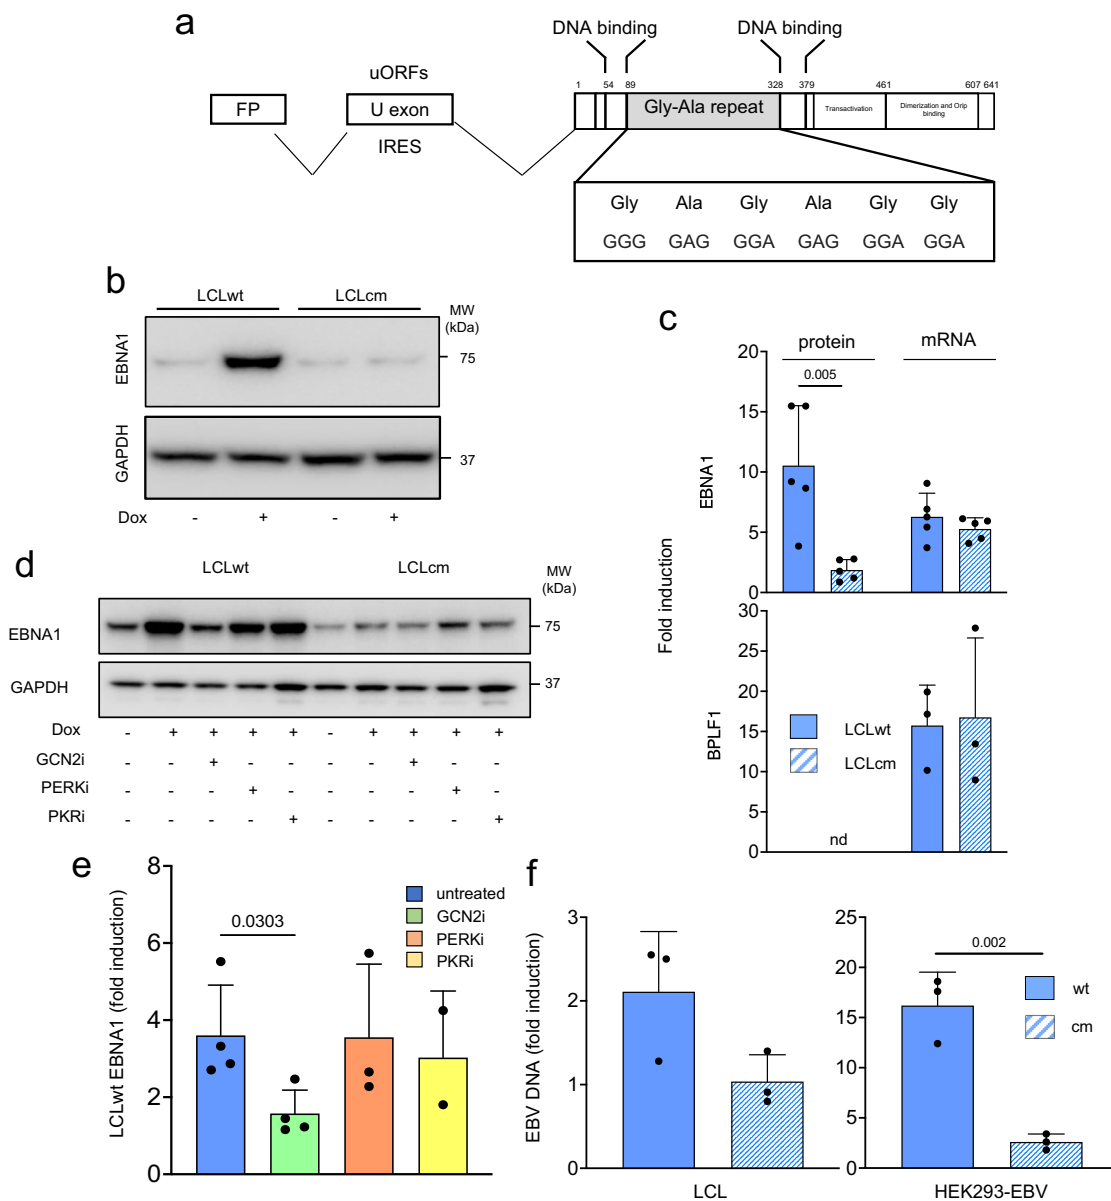 a
DNA binding
DNA binding
uORFs
FP
U exon
IRES
1
54
89
328
379
461
607
641
Gly-Ala repeat
Transactivation
Dimerization and Orip
binding
Gly Ala Gly Ala Gly Gly
GGG GAG GGA GAG GGA GGA
b
LCLwt
LCLcm
MW
(kDa)
EBNA1
75
GAPDH
37
Dox - + - +
c
protein
mRNA
0.005
20
15
10
5
0
EBNA1
Fold induction
30
25
20
15
10
5
0
BPLF1
LCLwt
LCLcm
nd
d
LCLwt
LCLcm
MW
(kDa)
EBNA1
75
GAPDH
37
Dox - + + + + - + + + +
GCN2i - - + - - - - + - -
PERKi - - - + - - - - + -
PKRi - - - - + - - - - +
e
LCLwt EBNA1 (fold induction)
8
6
4
2
0
0.0303
untreated
GCN2i
PERKi
PKRi
f
EBV DNA (fold induction)
3
2
1
0
LCL
25
20
15
10
5
0
0.002
wt
cm
HEK293-EBV